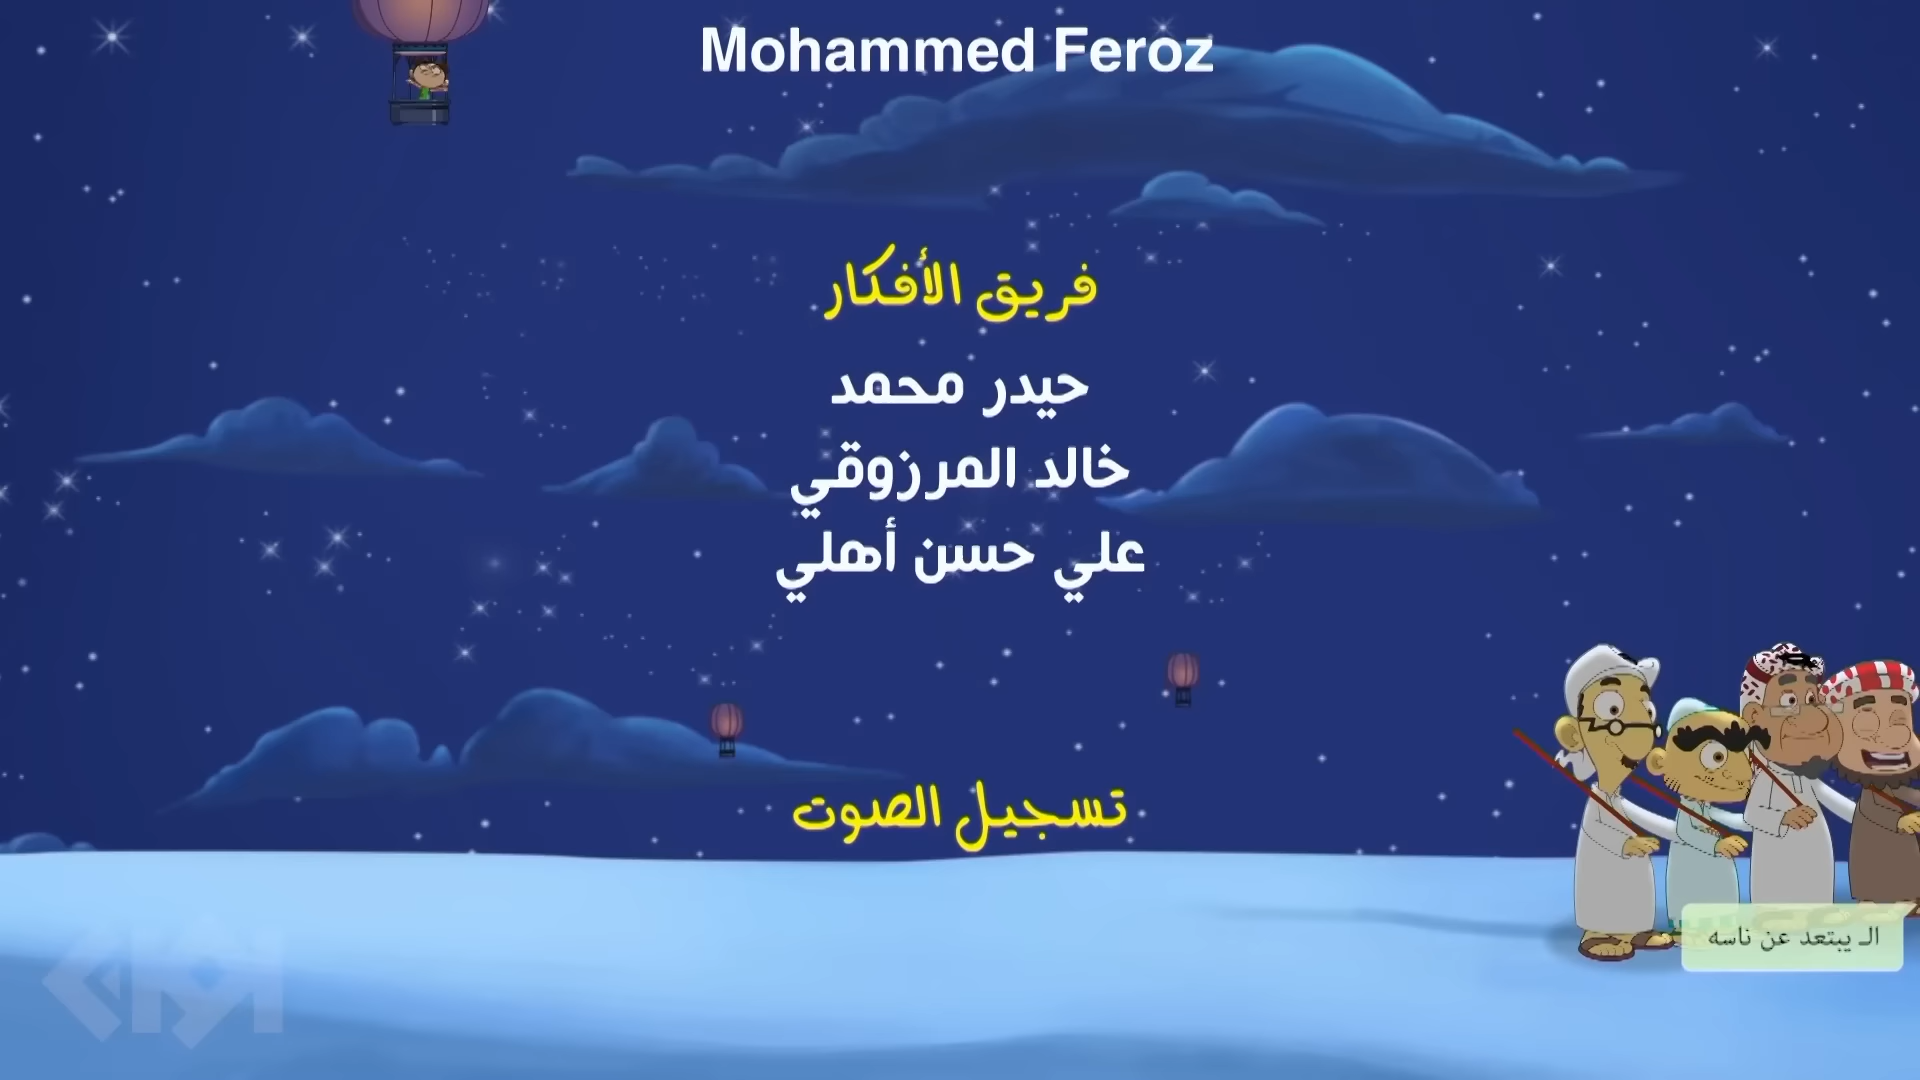 Mohammed Feroz
فريق الأفكار
حيدر محمد
خالد المرزوقي
علي حسن أهلي
تسجيل الصوت
الـ يبتعد عن ناسه